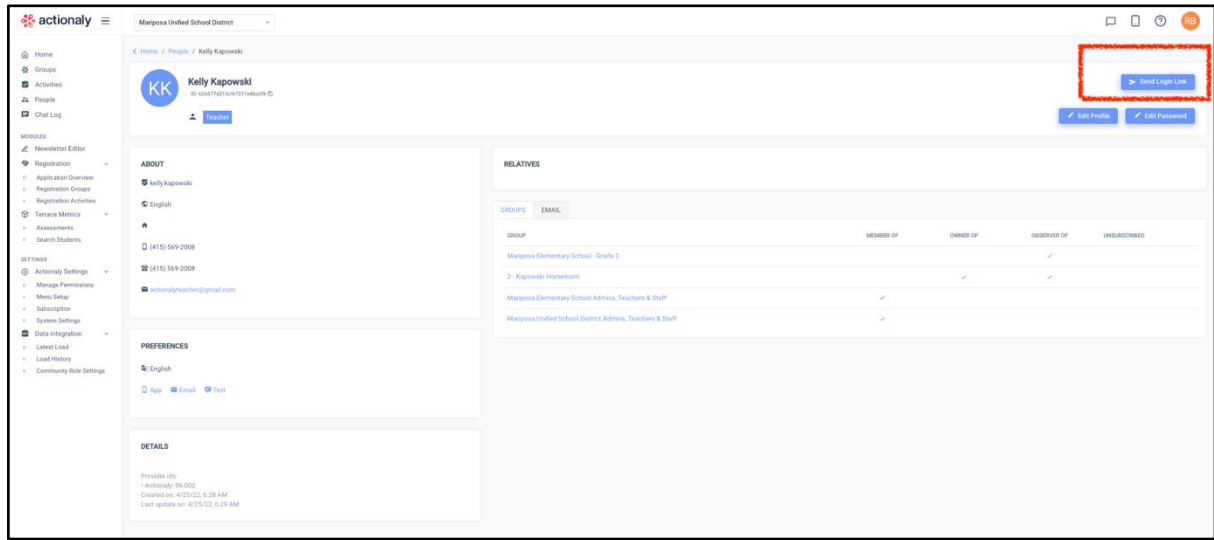 actionaly
Mariposa Unified School District
RB
Home
Groups
Activities
People
Chat Log
MODULES
Newsletter Editor
Registration
Application Overview
Registration Groups
Registration Activities
Terrace Metrics
Assessments
Search Students
SETTINGS
Actionaly Settings
Manage Permissions
Menu Setup
Subscription
System Settings
Data Integration
Latest Load
Load History
Community Role Settings
Home / People / Kelly Kapowski
KK
Kelly Kapowski
Teacher
Send Login Link
Edit Profile
Edit Password
ABOUT
kelly.kapowski
English
(415) 569-2008
(415) 569-2008
actionalyteacher@gmail.com
PREFERENCES
English
App Email Text
DETAILS
Provider ids:
• Actionaly: 96-002
Created on: 4/25/22, 6:28 AM
Last update on: 4/25/22, 6:29 AM
RELATIVES
GROUPS EMAIL
GROUP MEMBER OF OWNER OF OBSERVER OF UNSUBSCRIBED
Mariposa Elementary School - Grade 2
2 - Kapowski Homeroom
Mariposa Elementary School Admins, Teachers & Staff
Mariposa Unified School District Admins, Teachers & Staff